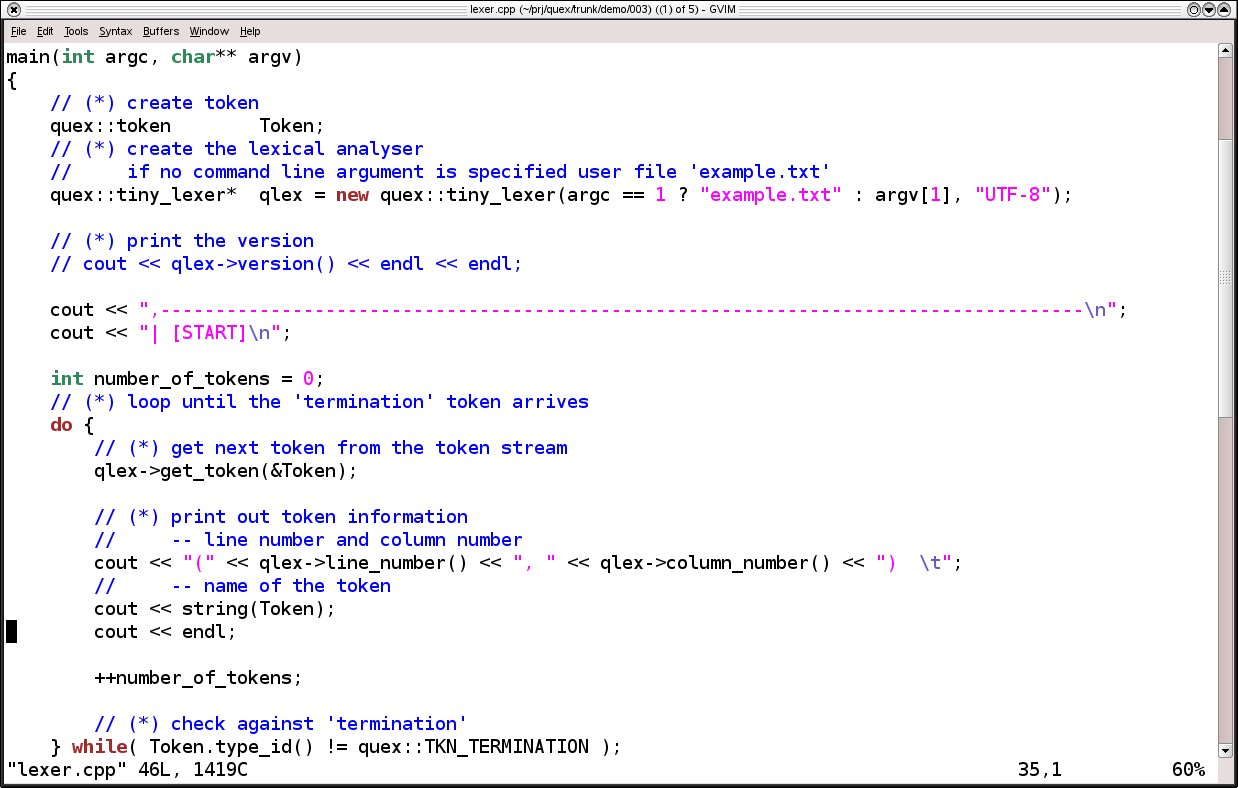 lexer.cpp (~/prj/quex/trunk/demo/003) ((1) of 5) - GVIM
File Edit Tools Syntax Buffers Window Help
main(int argc, char** argv)
{
    // (*) create token
    quex::token        Token;
    // (*) create the lexical analyser
    //     if no command line argument is specified user file 'example.txt'
    quex::tiny_lexer*  qlex = new quex::tiny_lexer(argc == 1 ? "example.txt" : argv[1], "UTF-8");

    // (*) print the version
    // cout << qlex->version() << endl << endl;

    cout << ",------------------------------------------------------------------------------------\n";
    cout << "| [START]\n";

    int number_of_tokens = 0;
    // (*) loop until the 'termination' token arrives
    do {
        // (*) get next token from the token stream
        qlex->get_token(&Token);

        // (*) print out token information
        //     -- line number and column number
        cout << "(" << qlex->line_number() << ", " << qlex->column_number() << ")  \t";
        //     -- name of the token
        cout << string(Token);
        cout << endl;

        ++number_of_tokens;

        // (*) check against 'termination'
    } while( Token.type_id() != quex::TKN_TERMINATION );
"lexer.cpp" 46L, 1419C                                        35,1          60%